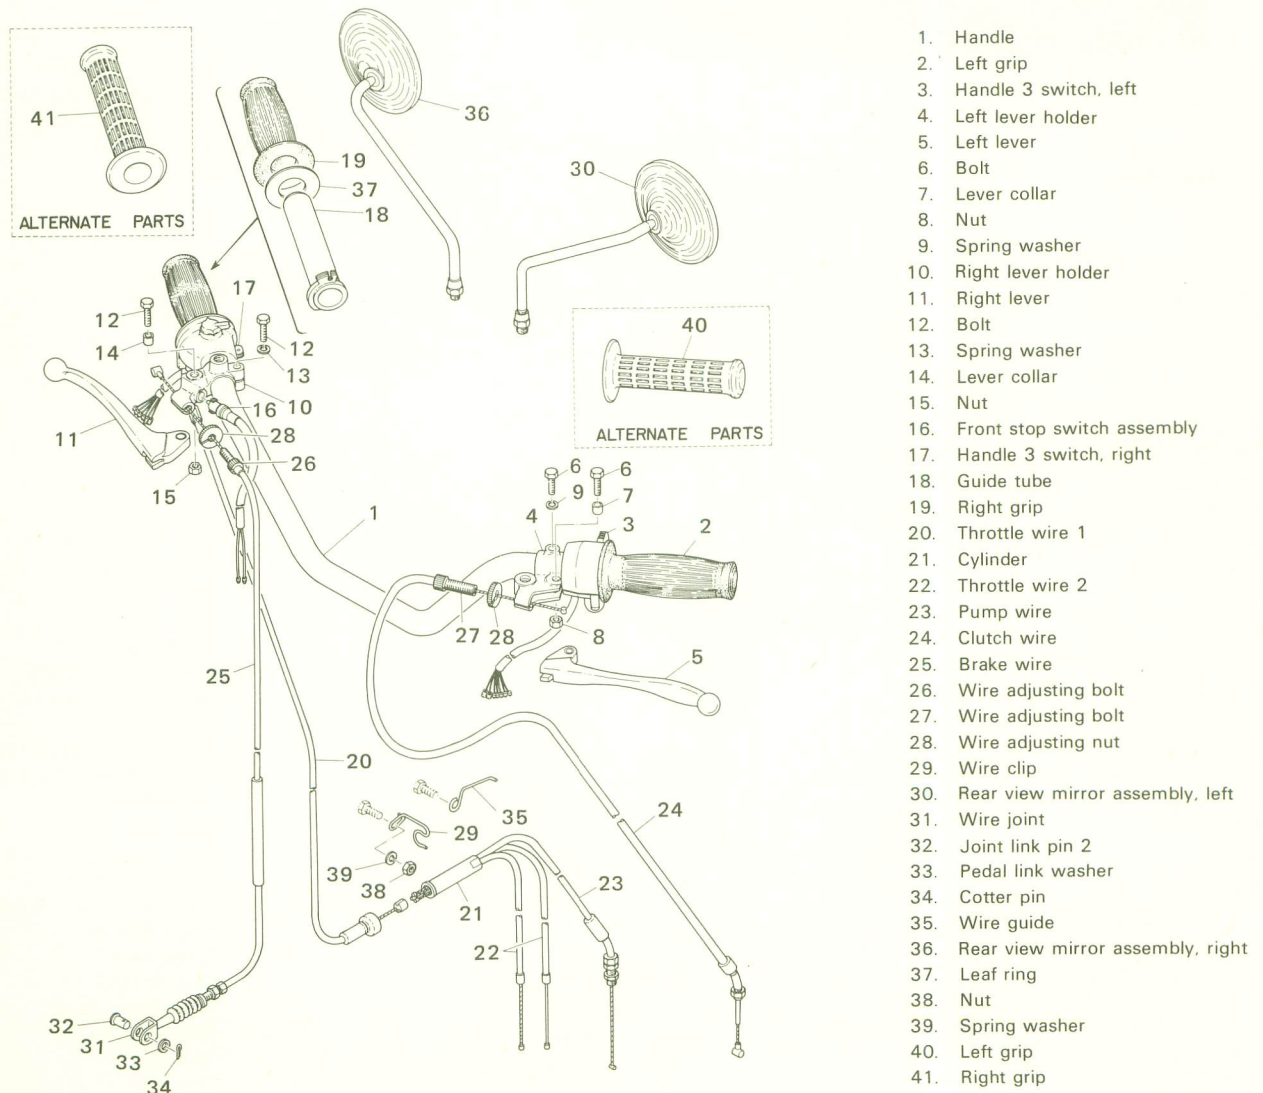 41
ALTERNATE PARTS
36
19
37
18
30
12
17
14
12
13
10
16
28
11
26
15
40
ALTERNATE PARTS
6
6
9
7
4
3
2
1
27
28
8
5
25
20
24
35
29
39
38
21
23
22
32
31
33
34
1. Handle
2. Left grip
3. Handle 3 switch, left
4. Left lever holder
5. Left lever
6. Bolt
7. Lever collar
8. Nut
9. Spring washer
10. Right lever holder
11. Right lever
12. Bolt
13. Spring washer
14. Lever collar
15. Nut
16. Front stop switch assembly
17. Handle 3 switch, right
18. Guide tube
19. Right grip
20. Throttle wire 1
21. Cylinder
22. Throttle wire 2
23. Pump wire
24. Clutch wire
25. Brake wire
26. Wire adjusting bolt
27. Wire adjusting bolt
28. Wire adjusting nut
29. Wire clip
30. Rear view mirror assembly, left
31. Wire joint
32. Joint link pin 2
33. Pedal link washer
34. Cotter pin
35. Wire guide
36. Rear view mirror assembly, right
37. Leaf ring
38. Nut
39. Spring washer
40. Left grip
41. Right grip